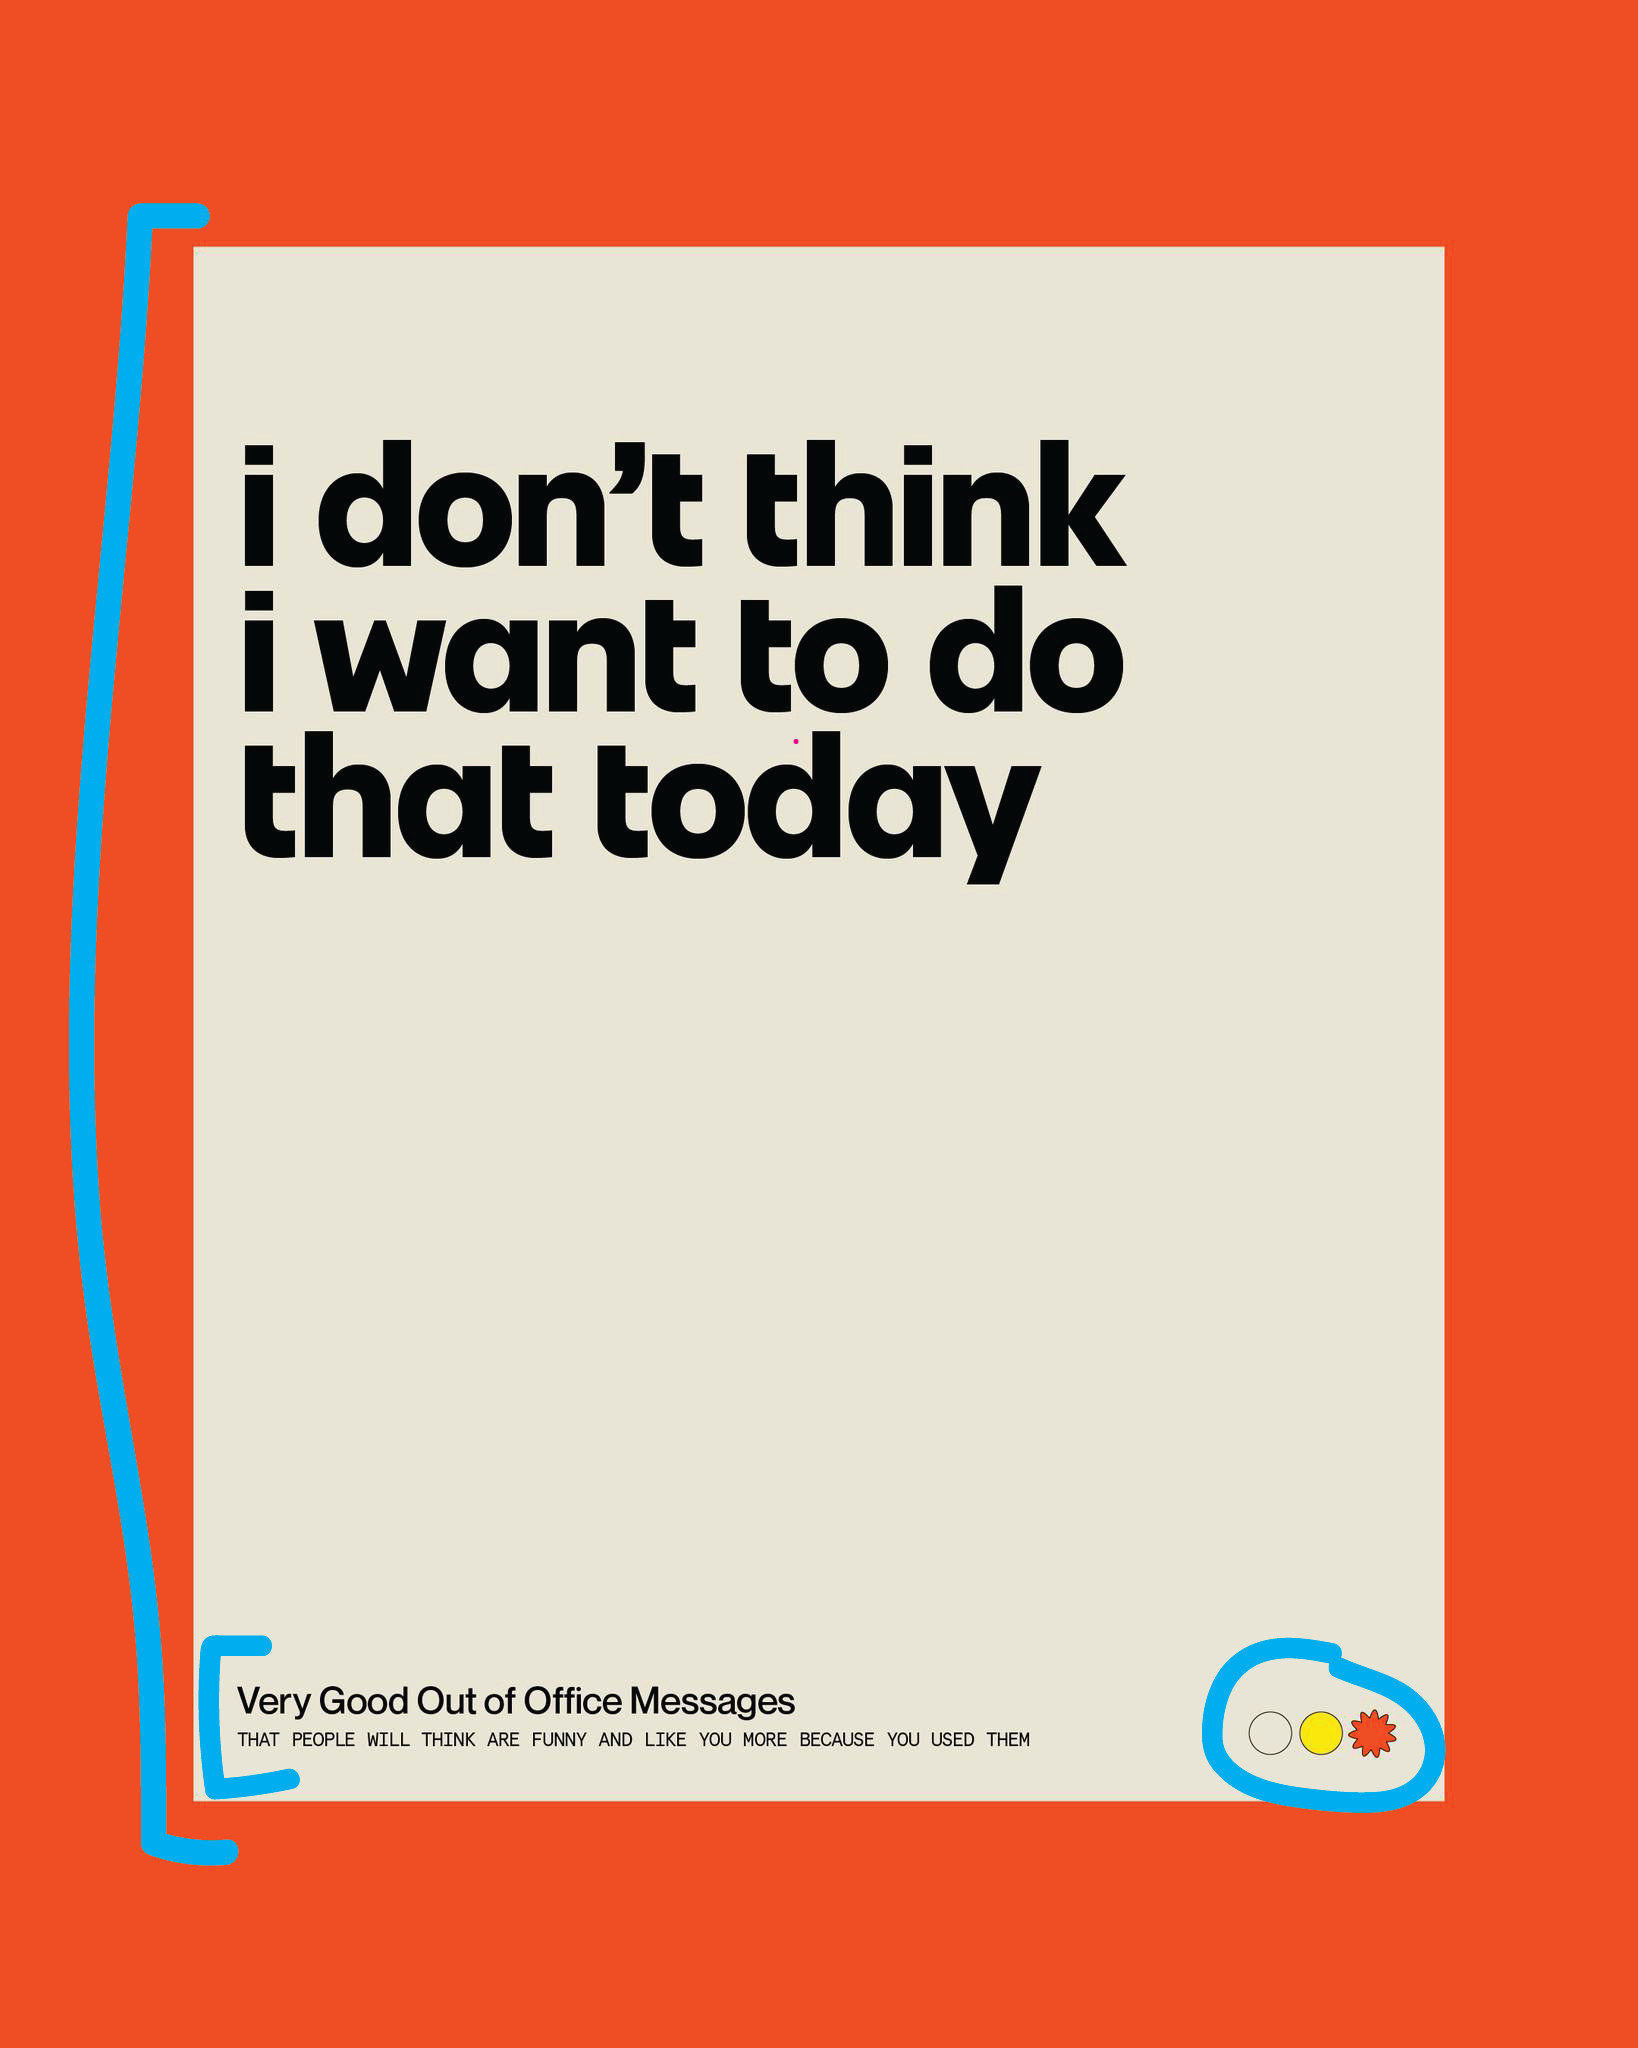 i don’t think
i want to do
that today
Very Good Out of Office Messages
THAT PEOPLE WILL THINK ARE FUNNY AND LIKE YOU MORE BECAUSE YOU USED THEM